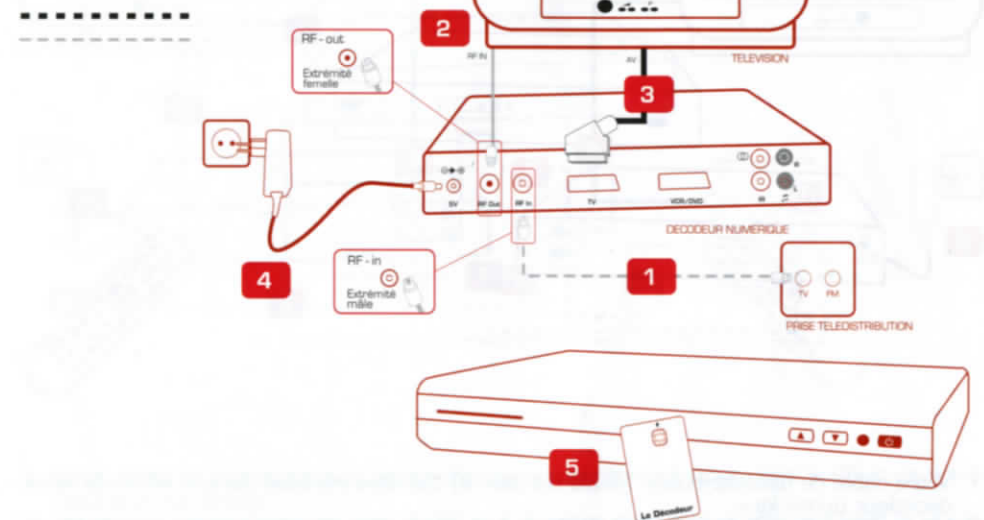 2
RF - out
Extrémité
femelle
RF IN
AV
TELEVISION
3
5V
RF Out
RF In
TV
VCR/DVD
DECODEUR NUMERIQUE
4
RF - in
Extrémité
mâle
1
TV
FM
PRISE TELEDISTRIBUTION
5
Le Décodeur